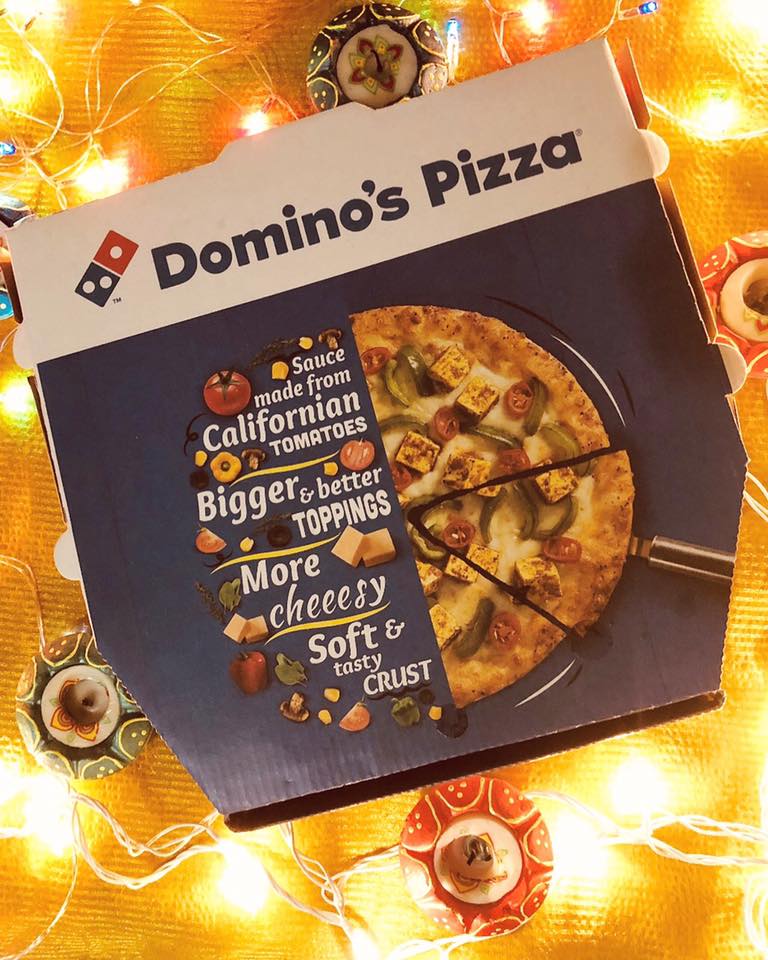 Domino's Pizza®
TM
Sauce
made from
Californian
TOMATOES
Bigger & better
TOPPINGS
More
cheeesy
Soft &
tasty
CRUST